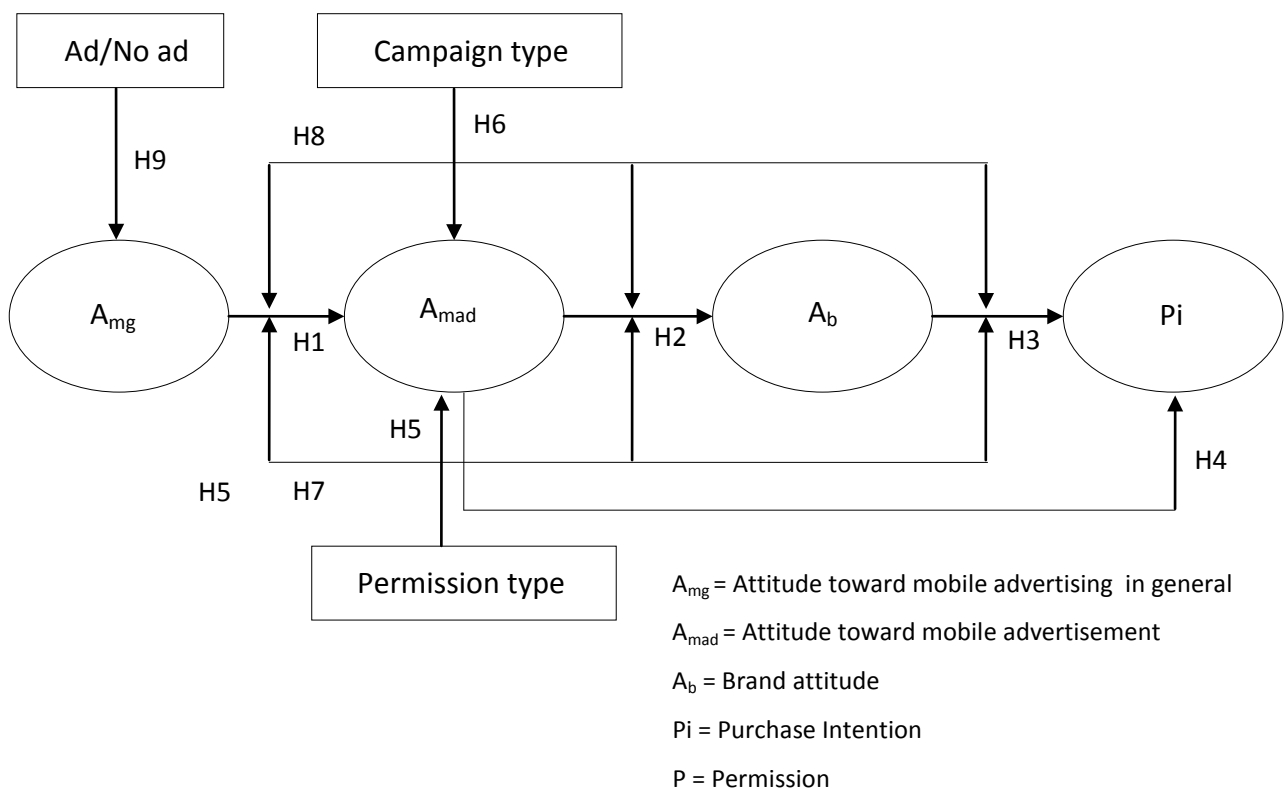 Ad/No ad
Campaign type
H8
H6
H9
Amg
Amad
Ab
Pi
H1
H2
H3
H5
H4
H5
H7
Permission type
Amg = Attitude toward mobile advertising in general
Amad = Attitude toward mobile advertisement
Ab = Brand attitude
Pi = Purchase Intention
P = Permission